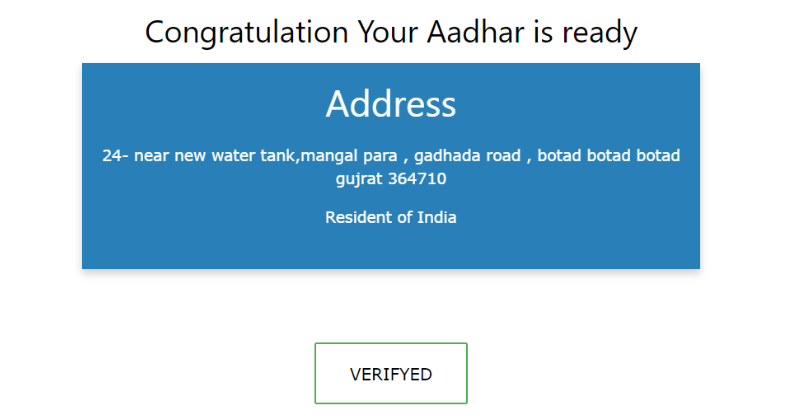 Congratulation Your Aadhar is ready
Address
24- near new water tank,mangal para , gadhada road , botad botad botad
gujrat 364710
Resident of India
VERIFYED